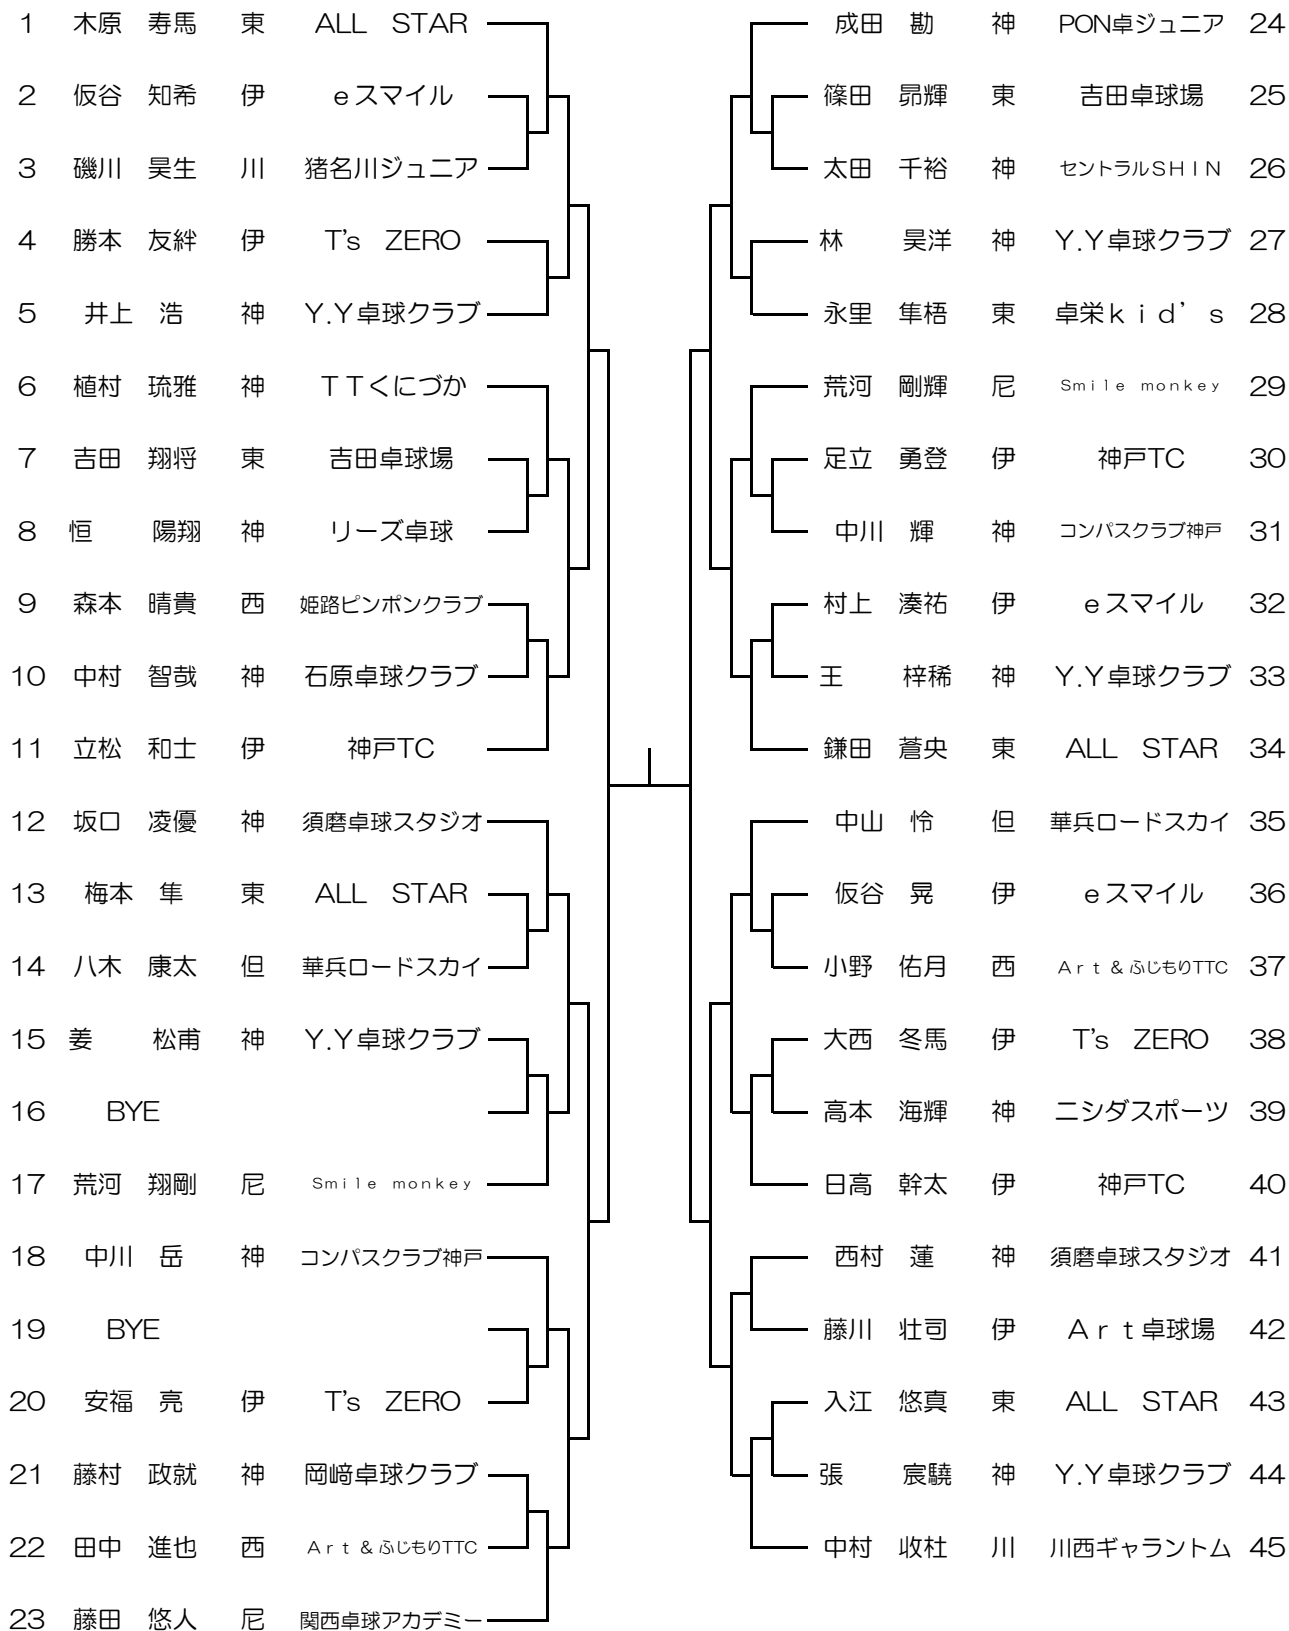 1 木原 寿馬 東 ALL STAR
2 仮谷 知希 伊 eスマイル
3 磯川 昊生 川 猪名川ジュニア
4 勝本 友絆 伊 T's ZERO
5 井上 浩 神 Y.Y卓球クラブ
6 植村 琉雅 神 TTくにづか
7 吉田 翔将 東 吉田卓球場
8 恒 陽翔 神 リーズ卓球
9 森本 晴貴 西 姫路ピンポンクラブ
10 中村 智哉 神 石原卓球クラブ
11 立松 和士 伊 神戸TC
12 坂口 凌優 神 須磨卓球スタジオ
13 梅本 隼 東 ALL STAR
14 八木 康太 但 華兵ロードスカイ
15 姜 松甫 神 Y.Y卓球クラブ
16 BYE
17 荒河 翔剛 尼 Smile monkey
18 中川 岳 神 コンパスクラブ神戸
19 BYE
20 安福 亮 伊 T's ZERO
21 藤村 政就 神 岡﨑卓球クラブ
22 田中 進也 西 Art&ふじもりTTC
23 藤田 悠人 尼 関西卓球アカデミー
成田 勘 神 PON卓ジュニア 24
篠田 昴輝 東 吉田卓球場 25
太田 千裕 神 セントラルSHIN 26
林 昊洋 神 Y.Y卓球クラブ 27
永里 隼梧 東 卓栄kid's 28
荒河 剛輝 尼 Smile monkey 29
足立 勇登 伊 神戸TC 30
中川 輝 神 コンパスクラブ神戸 31
村上 湊祐 伊 eスマイル 32
王 梓稀 神 Y.Y卓球クラブ 33
鎌田 蒼央 東 ALL STAR 34
中山 怜 但 華兵ロードスカイ 35
仮谷 晃 伊 eスマイル 36
小野 佑月 西 Art&ふじもりTTC 37
大西 冬馬 伊 T's ZERO 38
高本 海輝 神 ニシダスポーツ 39
日高 幹太 伊 神戸TC 40
西村 蓮 神 須磨卓球スタジオ 41
藤川 壮司 伊 Art卓球場 42
入江 悠真 東 ALL STAR 43
張 宸驍 神 Y.Y卓球クラブ 44
中村 收杜 川 川西ギャラントム 45